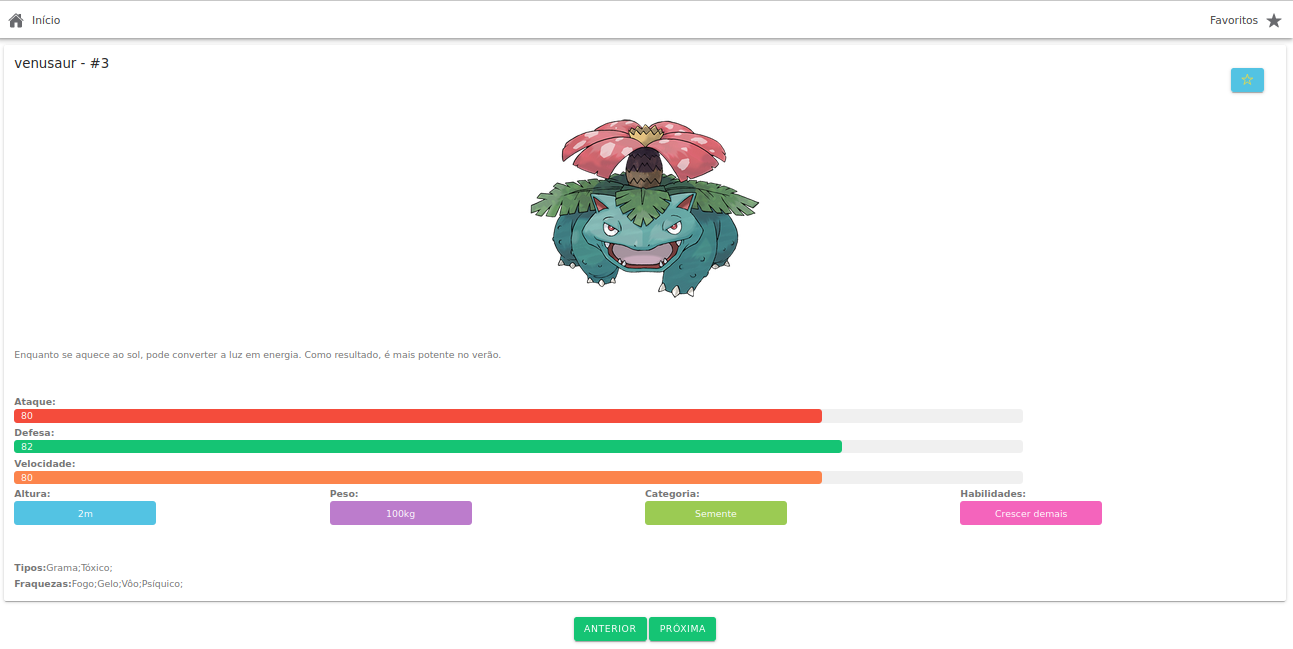 Início Favoritos
venusaur - #3
Enquanto se aquece ao sol, pode converter a luz em energia. Como resultado, é mais potente no verão.
Ataque:
80
Defesa:
82
Velocidade:
80
Altura: Peso: Categoria: Habilidades:
2m 100kg Semente Crescer demais
Tipos:Grama;Tóxico;
Fraquezas:Fogo;Gelo;Vôo;Psíquico;
ANTERIOR PRÓXIMA